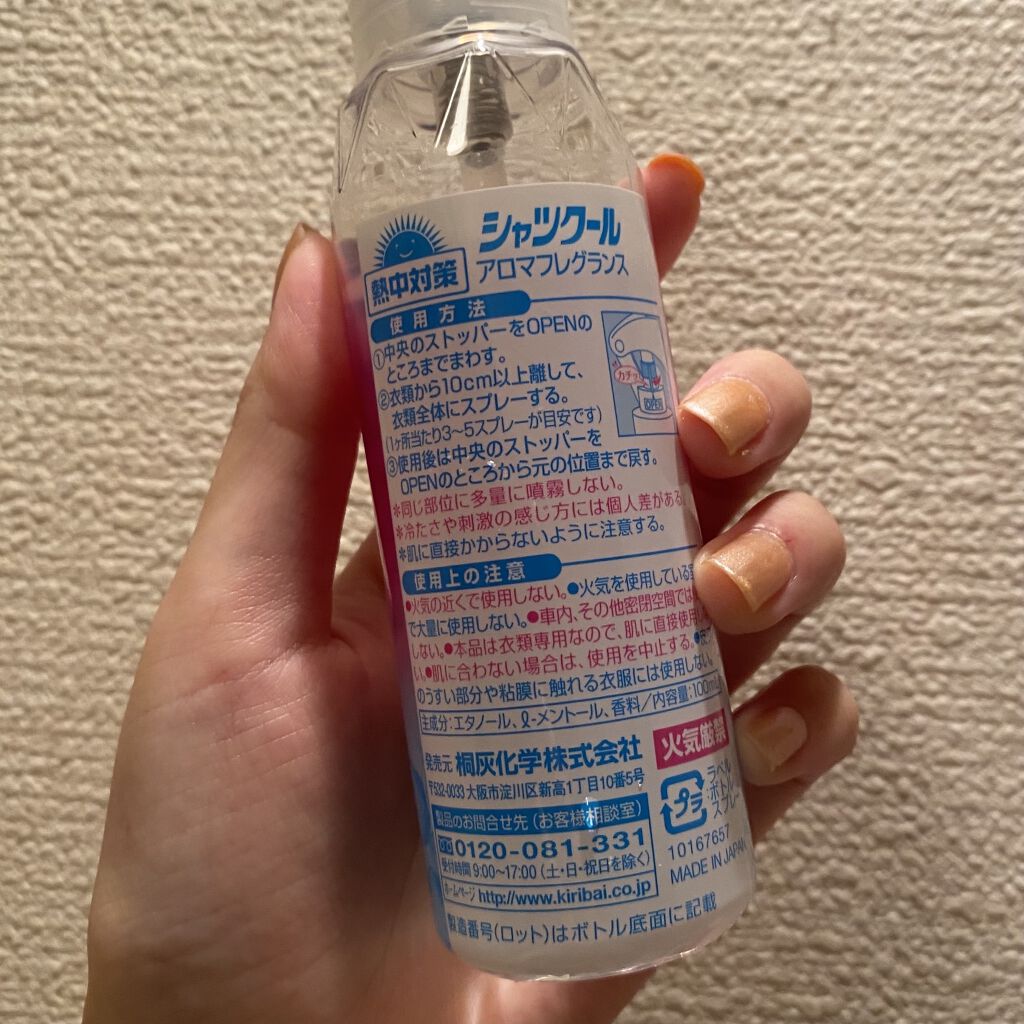 シャツクール
アロマフレグランス
熱中対策
使用方法
①中央のストッパーをOPENの
ところまでまわす。
②衣類から10cm以上離して、
衣類全体にスプレーする。
(1ヶ所当たり3〜5スプレーが目安です)
③使用後は中央のストッパーを
OPENのところから元の位置まで戻す。
カチッ
OPEN
※同じ部位に多量に噴霧しない。
※冷たさや刺激の感じ方には個人差がある
※肌に直接かからないように注意する。
使用上の注意
●火気の近くで使用しない。●火気を使用している
で大量に使用しない。●車内、その他密閉空間では
しない。●本品は衣類専用なので、肌に直接使用
い。●肌に合わない場合は、使用を中止する。
のうすい部分や粘膜に触れる衣服には使用しない。
主成分:エタノール、ℓ-メントール、香料/内容量:100mL
発売元 桐灰化学株式会社
〒532-0033 大阪市淀川区新高1丁目10番5号
火気厳禁
製品のお問合せ先(お客様相談室)
0120-081-331
受付時間 9:00〜17:00(土・日・祝日を除く)
ホームページ http://www.kiribai.co.jp
プラ
ラベル
ボトル
スプレー
10167657
MADE IN JAPAN
製造番号(ロット)はボトル底面に記載